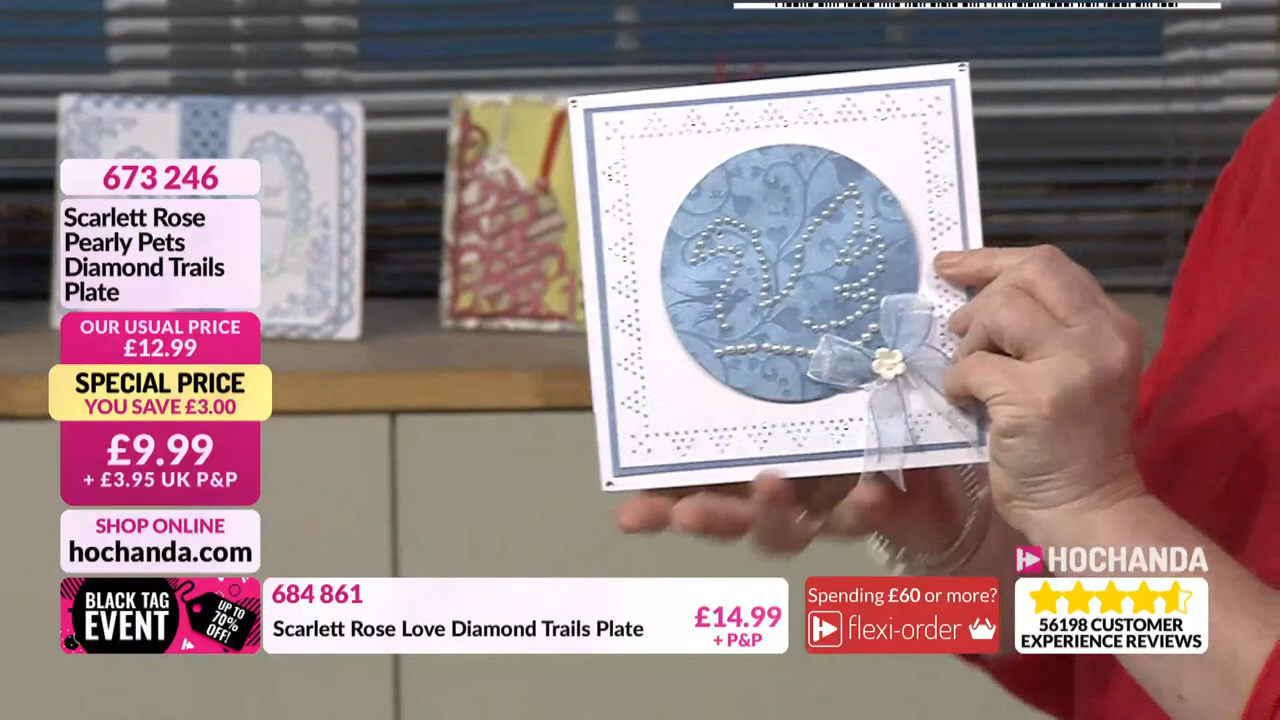 673 246
Scarlett Rose
Pearly Pets
Diamond Trails
Plate
OUR USUAL PRICE
£12.99
SPECIAL PRICE
YOU SAVE £3.00
£9.99
+ £3.95 UK P&P
SHOP ONLINE
hochanda.com
BLACK TAG
EVENT
UP TO
70%
OFF!
684 861
Scarlett Rose Love Diamond Trails Plate
£14.99
+ P&P
Spending £60 or more?
flexi-order
HOCHANDA
56198 CUSTOMER
EXPERIENCE REVIEWS